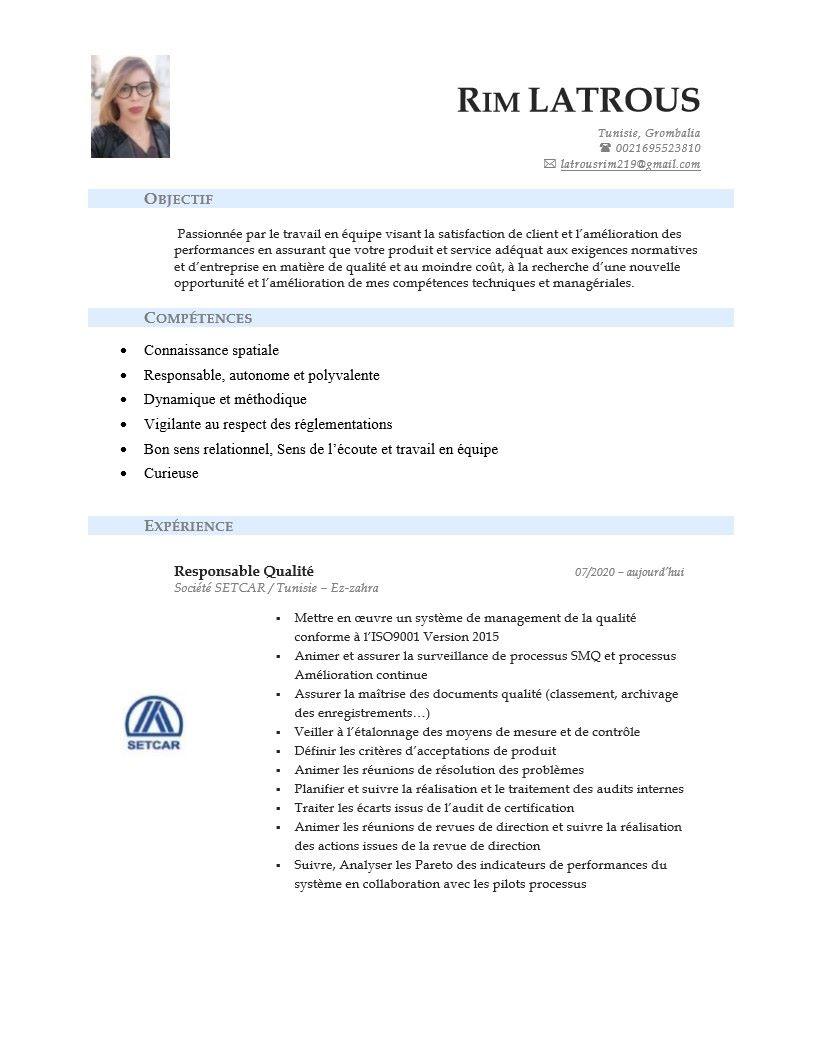 RIM LATROUS
Tunisie, Grombalia
☎ 0021695523810
✉ latrousrim219@gmail.com
OBJECTIF
Passionnée par le travail en équipe visant la satisfaction de client et l’amélioration des
performances en assurant que votre produit et service adéquat aux exigences normatives
et d’entreprise en matière de qualité et au moindre coût, à la recherche d’une nouvelle
opportunité et l’amélioration de mes compétences techniques et managériales.
COMPÉTENCES
• Connaissance spatiale
• Responsable, autonome et polyvalente
• Dynamique et méthodique
• Vigilante au respect des réglementations
• Bon sens relationnel, Sens de l’écoute et travail en équipe
• Curieuse
EXPÉRIENCE
Responsable Qualité 07/2020 – aujourd’hui
Société SETCAR / Tunisie – Ez-zahra
▪ Mettre en œuvre un système de management de la qualité
conforme à l’ISO9001 Version 2015
▪ Animer et assurer la surveillance de processus SMQ et processus
Amélioration continue
▪ Assurer la maîtrise des documents qualité (classement, archivage
des enregistrements…)
▪ Veiller à l’étalonnage des moyens de mesure et de contrôle
▪ Définir les critères d’acceptations de produit
▪ Animer les réunions de résolution des problèmes
▪ Planifier et suivre la réalisation et le traitement des audits internes
▪ Traiter les écarts issus de l’audit de certification
▪ Animer les réunions de revues de direction et suivre la réalisation
des actions issues de la revue de direction
▪ Suivre, Analyser les Pareto des indicateurs de performances du
système en collaboration avec les pilots processus
SETCAR